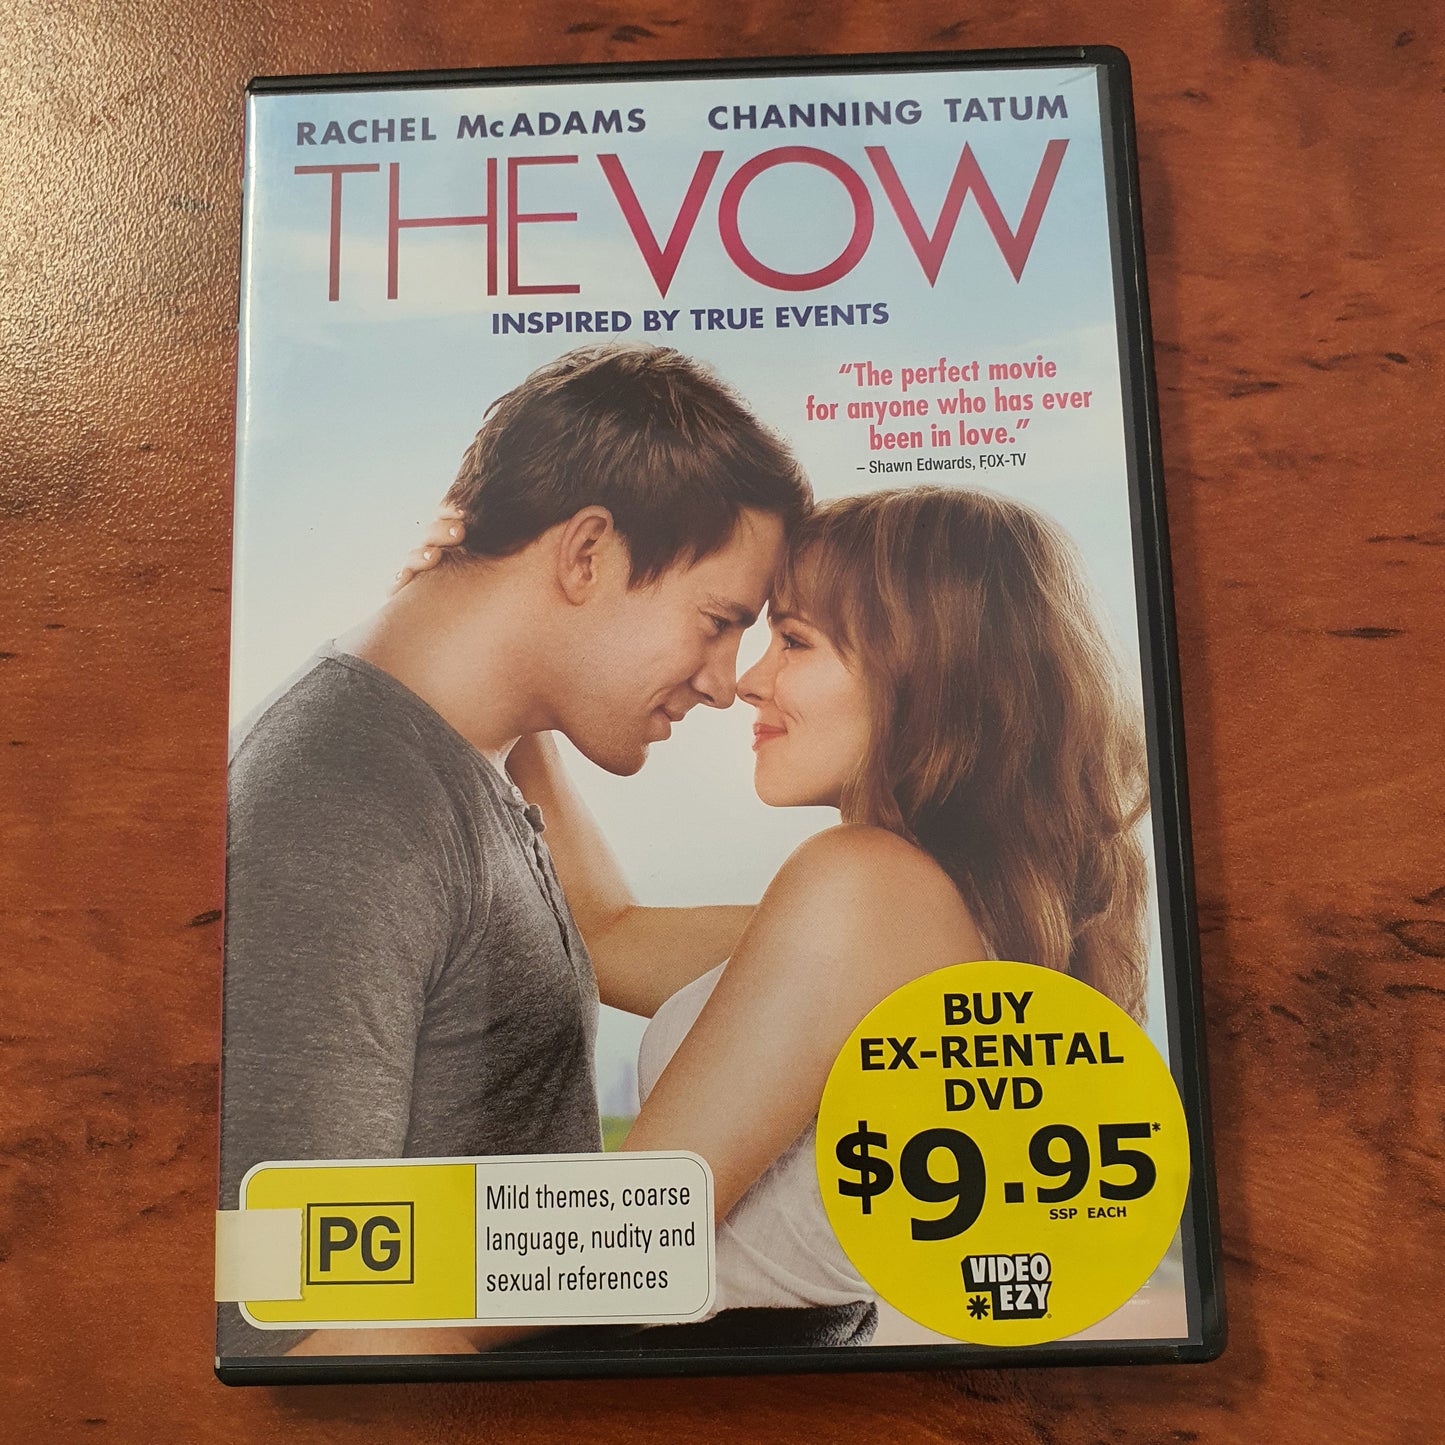 RACHEL McADAMS CHANNING TATUM
THE VOW
INSPIRED BY TRUE EVENTS
“The perfect movie
for anyone who has ever
been in love.”
– Shawn Edwards, FOX-TV
BUY
EX-RENTAL
DVD
$9.95*
SSP EACH
VIDEO
EZY
PG
Mild themes, coarse
language, nudity and
sexual references